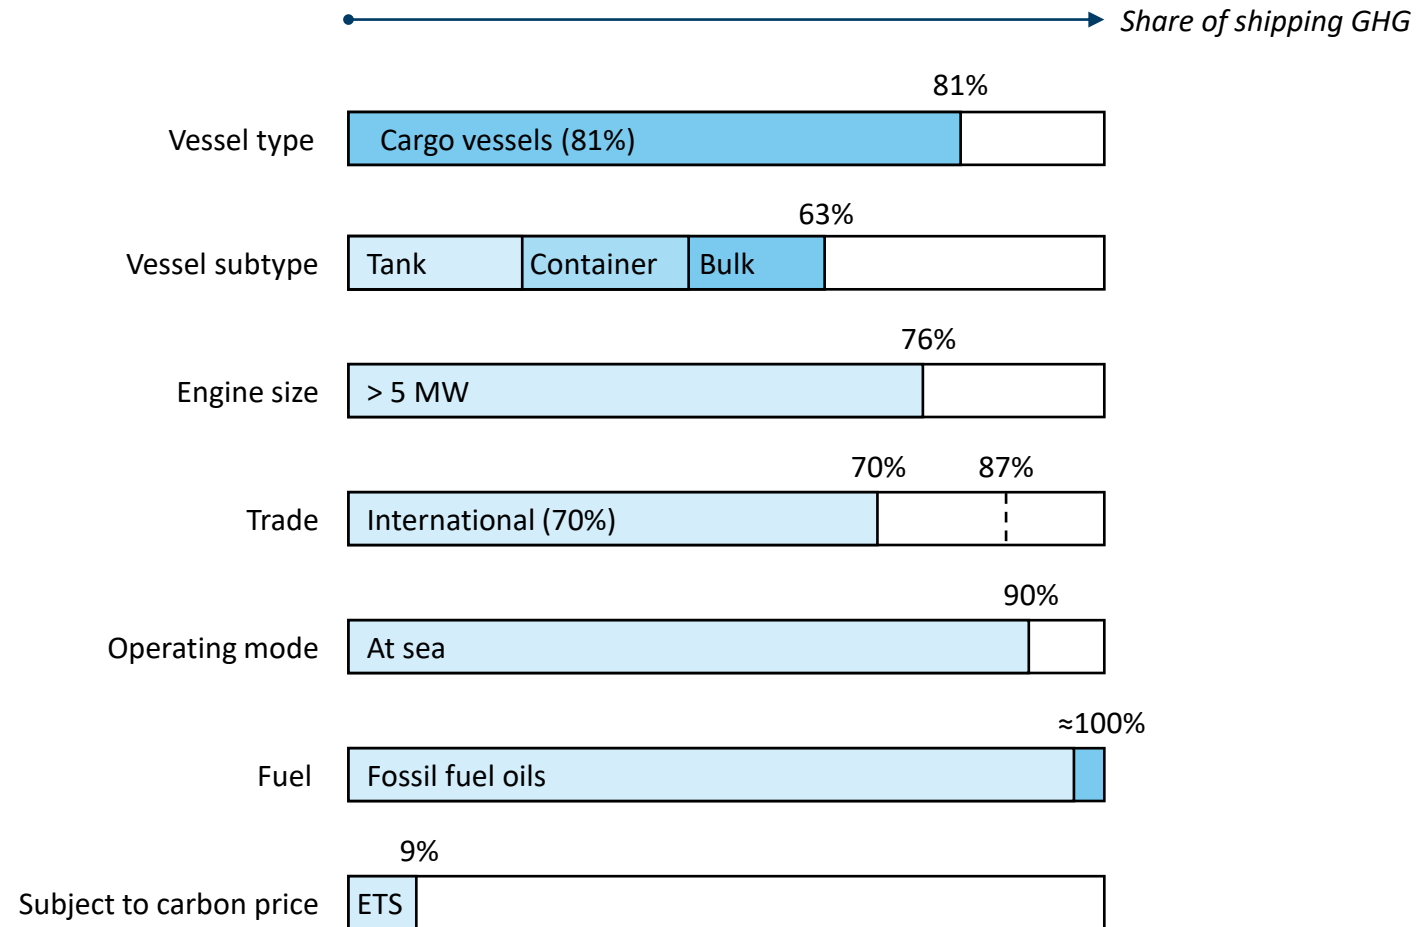 Share of shipping GHG
81%
Vessel type Cargo vessels (81%)
63%
Vessel subtype Tank Container Bulk
76%
Engine size > 5 MW
70% 87%
Trade International (70%)
90%
Operating mode At sea
≈100%
Fuel Fossil fuel oils
9%
Subject to carbon price ETS